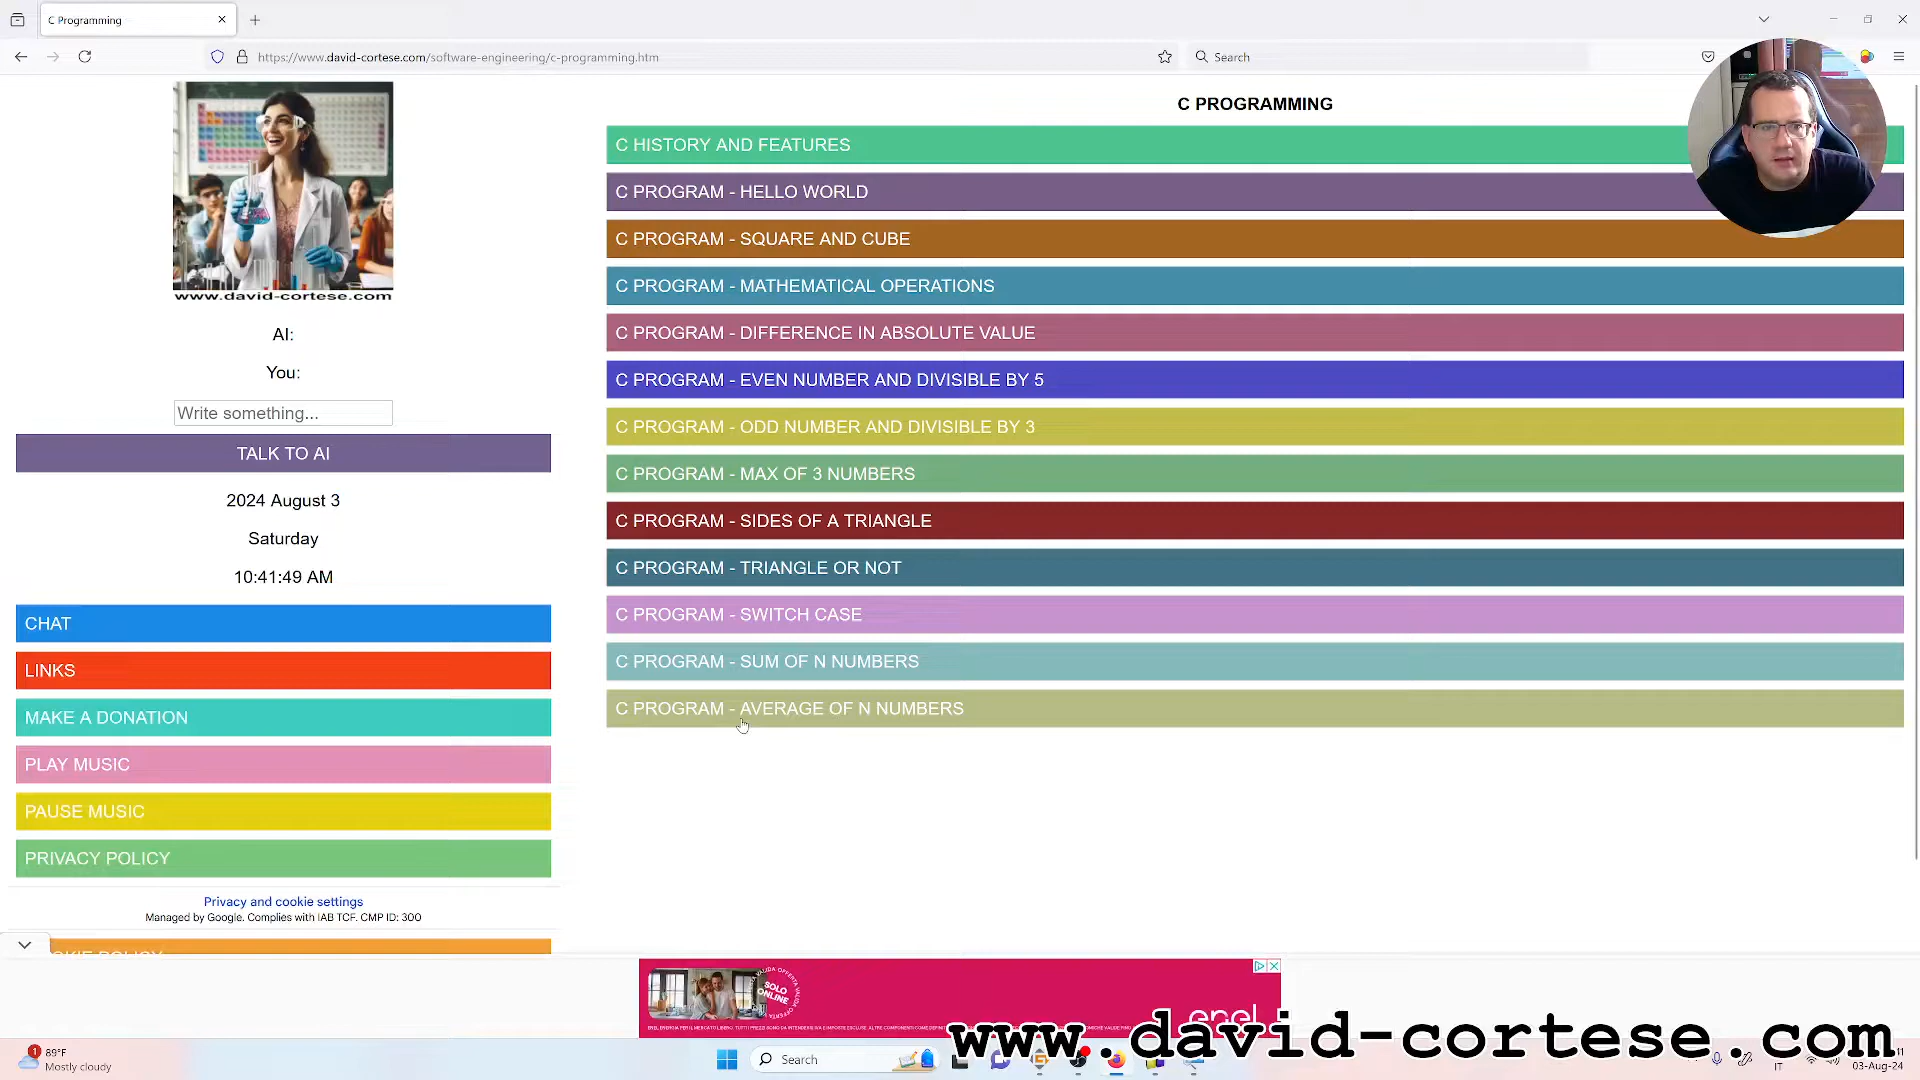 C Programming
https://www.david-cortese.com/software-engineering/c-programming.htm
Search
www.david-cortese.com
AI:
You:
Write something...
TALK TO AI
2024 August 3
Saturday
10:41:49 AM
CHAT
LINKS
MAKE A DONATION
PLAY MUSIC
PAUSE MUSIC
PRIVACY POLICY
Privacy and cookie settings
Managed by Google. Complies with IAB TCF. CMP ID: 300
C PROGRAMMING
C HISTORY AND FEATURES
C PROGRAM - HELLO WORLD
C PROGRAM - SQUARE AND CUBE
C PROGRAM - MATHEMATICAL OPERATIONS
C PROGRAM - DIFFERENCE IN ABSOLUTE VALUE
C PROGRAM - EVEN NUMBER AND DIVISIBLE BY 5
C PROGRAM - ODD NUMBER AND DIVISIBLE BY 3
C PROGRAM - MAX OF 3 NUMBERS
C PROGRAM - SIDES OF A TRIANGLE
C PROGRAM - TRIANGLE OR NOT
C PROGRAM - SWITCH CASE
C PROGRAM - SUM OF N NUMBERS
C PROGRAM - AVERAGE OF N NUMBERS
SOLO
ONLINE
enel
www.david-cortese.com
1
89°F
Mostly cloudy
Search
IT
03-Aug-24